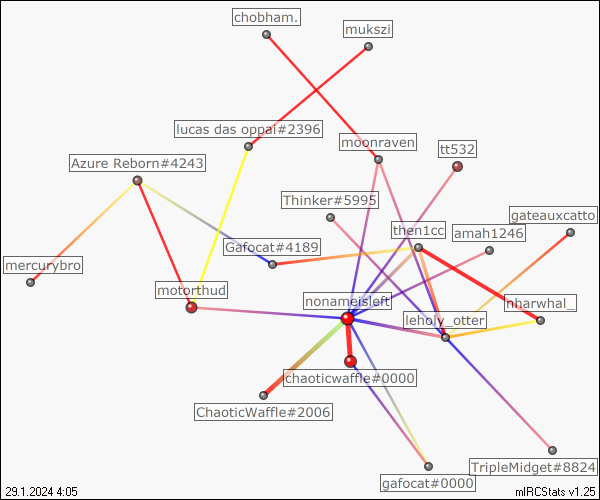 chobham.
mukszi
lucas das oppai#2396
moonraven
tt532
Azure Reborn#4243
Thinker#5995
gateauxcatto
then1cc
amah1246
Gafocat#4189
mercurybro
motorthud
nonameisleft
nharwhal_
leholy_otter
chaoticwaffle#0000
ChaoticWaffle#2006
TripleMidget#8824
gafocat#0000
29.1.2024 4:05
mIRCStats v1.25